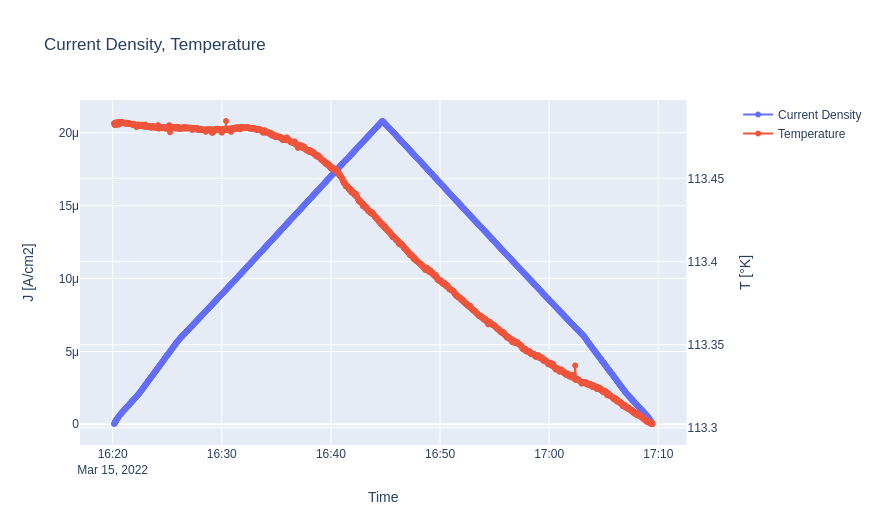 Current Density, Temperature
Current Density
Temperature
20μ
15μ
10μ
5μ
0
J [A/cm2]
113.45
113.4
113.35
113.3
T [°K]
16:20
16:30
16:40
16:50
17:00
17:10
Mar 15, 2022
Time